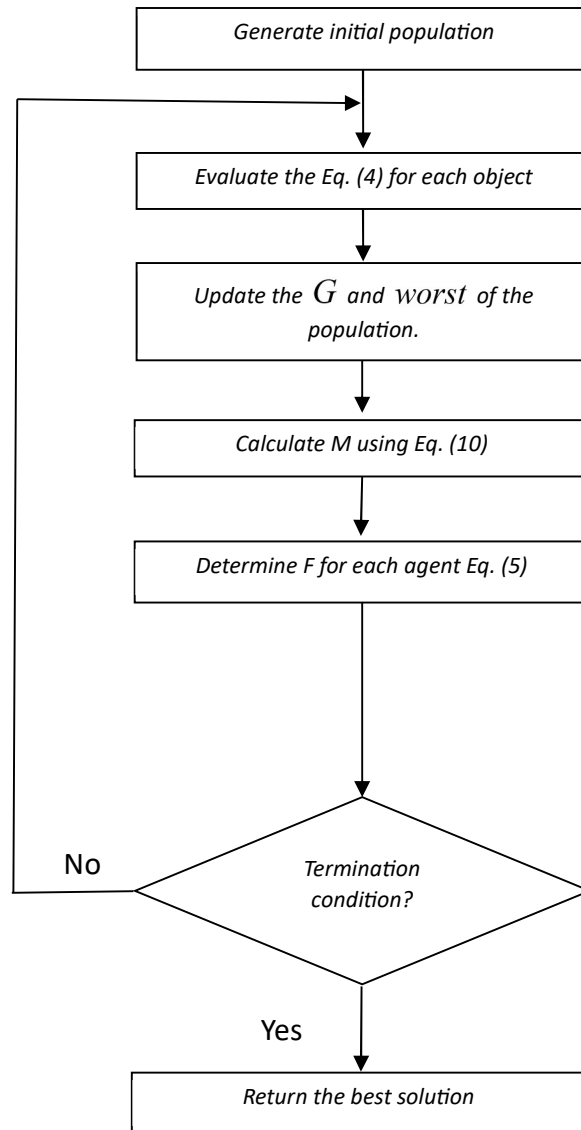 Generate initial population
Evaluate the Eq. (4) for each object
Update the G and worst of the
population.
Calculate M using Eq. (10)
Determine F for each agent Eq. (5)
Termination
condition?
No
Yes
Return the best solution